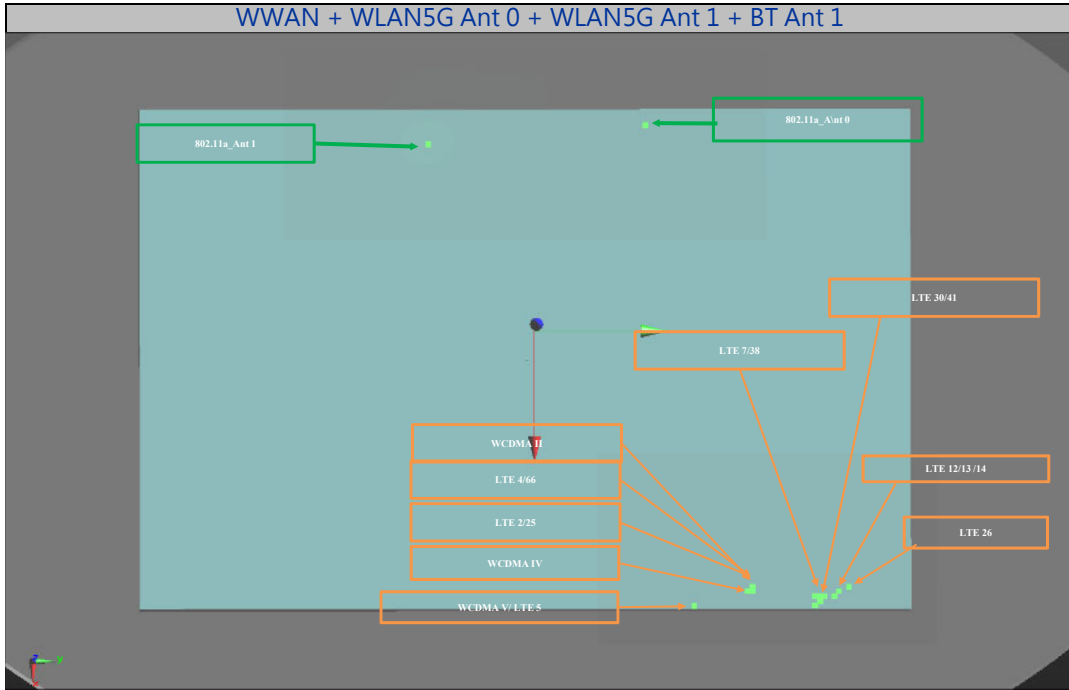 WWAN + WLAN5G Ant 0 + WLAN5G Ant 1 + BT Ant 1
802.11a_A\nt 0
802.11a_Ant 1
LTE 30/41
LTE 7/38
WCDMA II
LTE 12/13 /14
LTE 4/66
LTE 2/25
LTE 26
WCDMA IV
WCDMA V/ LTE 5
y